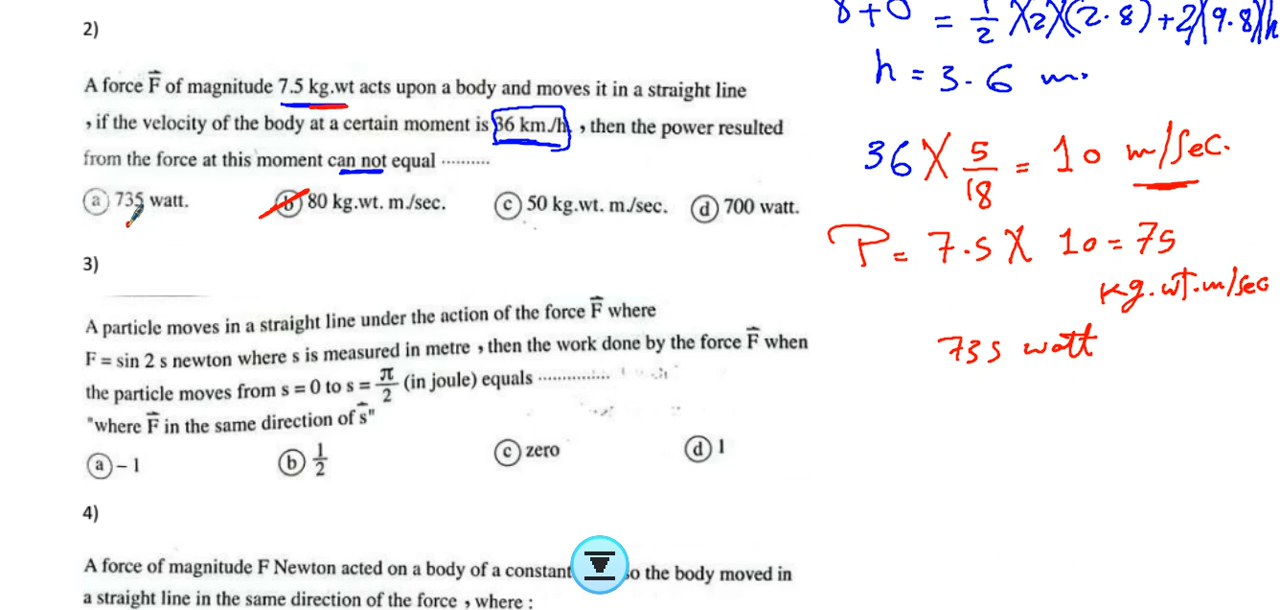 2)
8 + 0 = 1/2 X 2 X (2.8) + 2 X (9.8) X h
h = 3.6 m.
A force F⃗ of magnitude 7.5 kg.wt acts upon a body and moves it in a straight line
, if the velocity of the body at a certain moment is 36 km./h. , then the power resulted
from the force at this moment can not equal ..........
ⓐ 735 watt. ⓑ 80 kg.wt. m./sec. ⓒ 50 kg.wt. m./sec. ⓓ 700 watt.
36 X 5/18 = 10 m/sec.
P = 7.5 X 10 = 75
kg.wt.m/sec
735 watt
3)
A particle moves in a straight line under the action of the force F⃗ where
F = sin 2 s newton where s is measured in metre , then the work done by the force F⃗ when
the particle moves from s = 0 to s = π/2 (in joule) equals ...............
"where F⃗ in the same direction of s⃗"
ⓐ – 1 ⓑ 1/2 ⓒ zero ⓓ 1
4)
A force of magnitude F Newton acted on a body of a constant so the body moved in
a straight line in the same direction of the force , where :